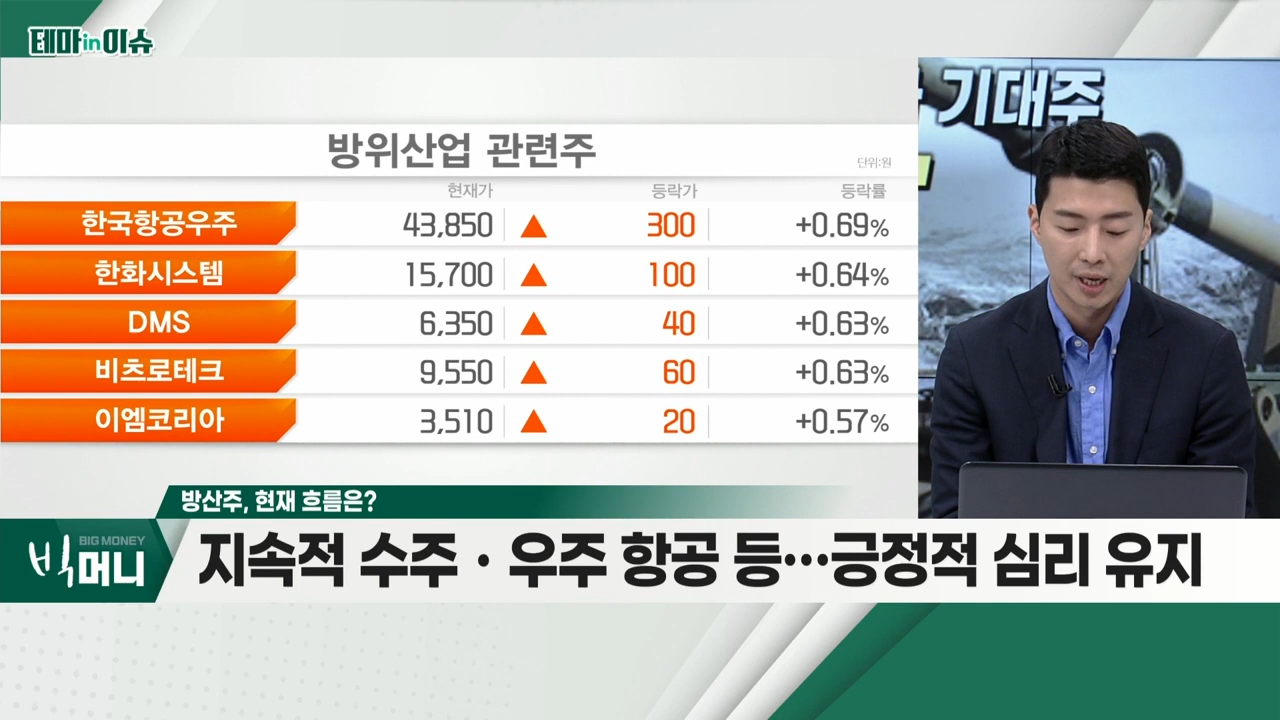 테마in이슈
기대주
방위산업 관련주
단위:원
현재가 등락가 등락률
한국항공우주 43,850 ▲ 300 +0.69%
한화시스템 15,700 ▲ 100 +0.64%
DMS 6,350 ▲ 40 +0.63%
비츠로테크 9,550 ▲ 60 +0.63%
이엠코리아 3,510 ▲ 20 +0.57%
방산주, 현재 흐름은?
BIG MONEY
빅머니
지속적 수주·우주 항공 등…긍정적 심리 유지